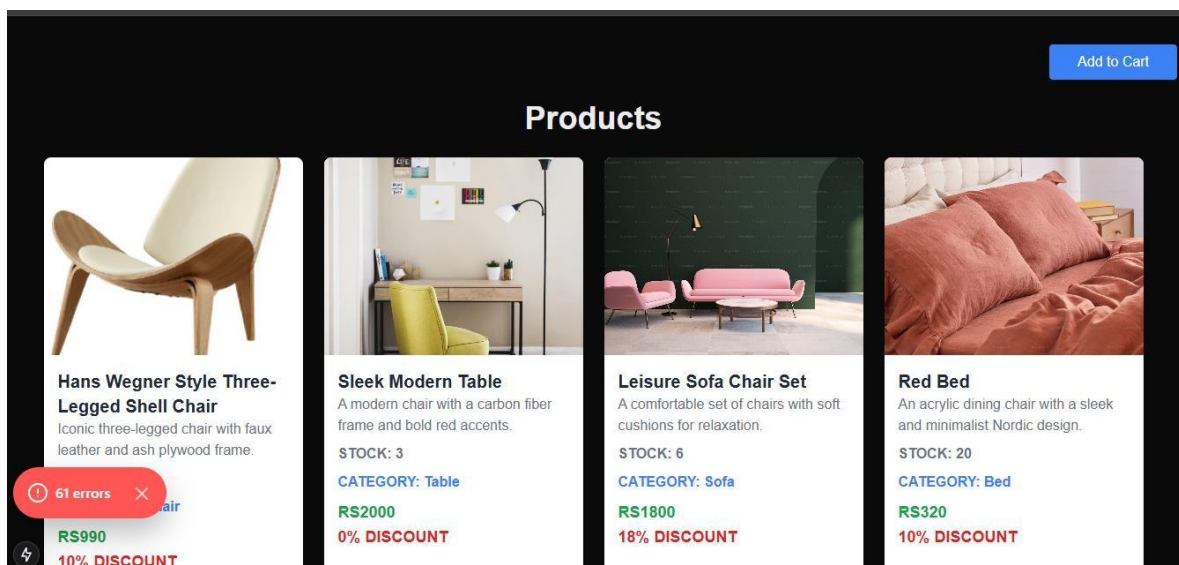 Add to Cart
Products
Hans Wegner Style Three-
Legged Shell Chair
Iconic three-legged chair with faux
leather and ash plywood frame.
air
RS990
10% DISCOUNT
Sleek Modern Table
A modern chair with a carbon fiber
frame and bold red accents.
STOCK: 3
CATEGORY: Table
RS2000
0% DISCOUNT
Leisure Sofa Chair Set
A comfortable set of chairs with soft
cushions for relaxation.
STOCK: 6
CATEGORY: Sofa
RS1800
18% DISCOUNT
Red Bed
An acrylic dining chair with a sleek
and minimalist Nordic design.
STOCK: 20
CATEGORY: Bed
RS320
10% DISCOUNT
61 errors